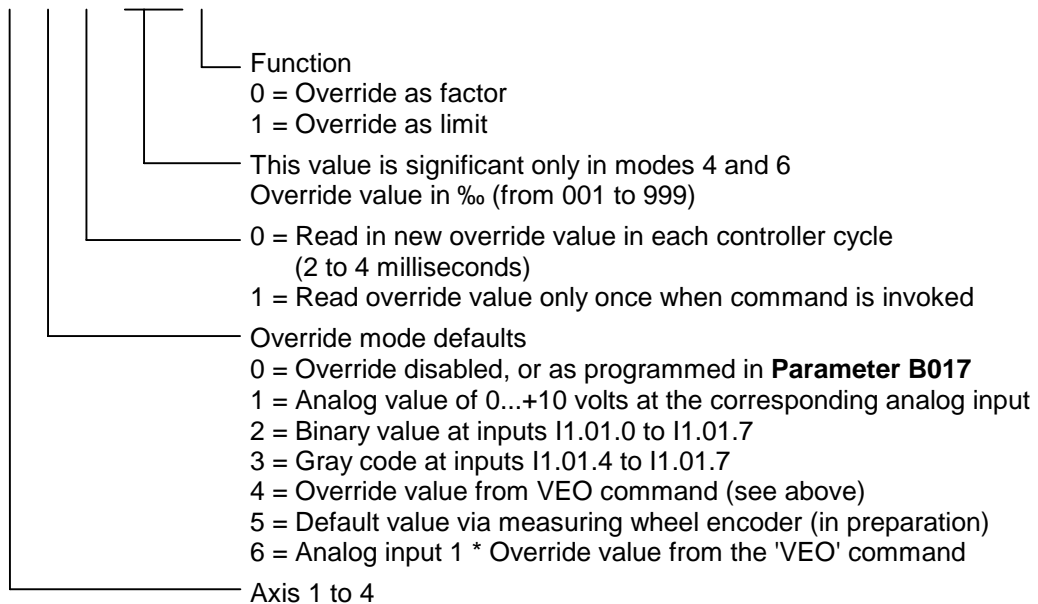 Function
0 = Override as factor
1 = Override as limit
This value is significant only in modes 4 and 6
Override value in ‰ (from 001 to 999)
0 = Read in new override value in each controller cycle
(2 to 4 milliseconds)
1 = Read override value only once when command is invoked
Override mode defaults
0 = Override disabled, or as programmed in Parameter B017
1 = Analog value of 0...+10 volts at the corresponding analog input
2 = Binary value at inputs I1.01.0 to I1.01.7
3 = Gray code at inputs I1.01.4 to I1.01.7
4 = Override value from VEO command (see above)
5 = Default value via measuring wheel encoder (in preparation)
6 = Analog input 1 * Override value from the 'VEO' command
Axis 1 to 4